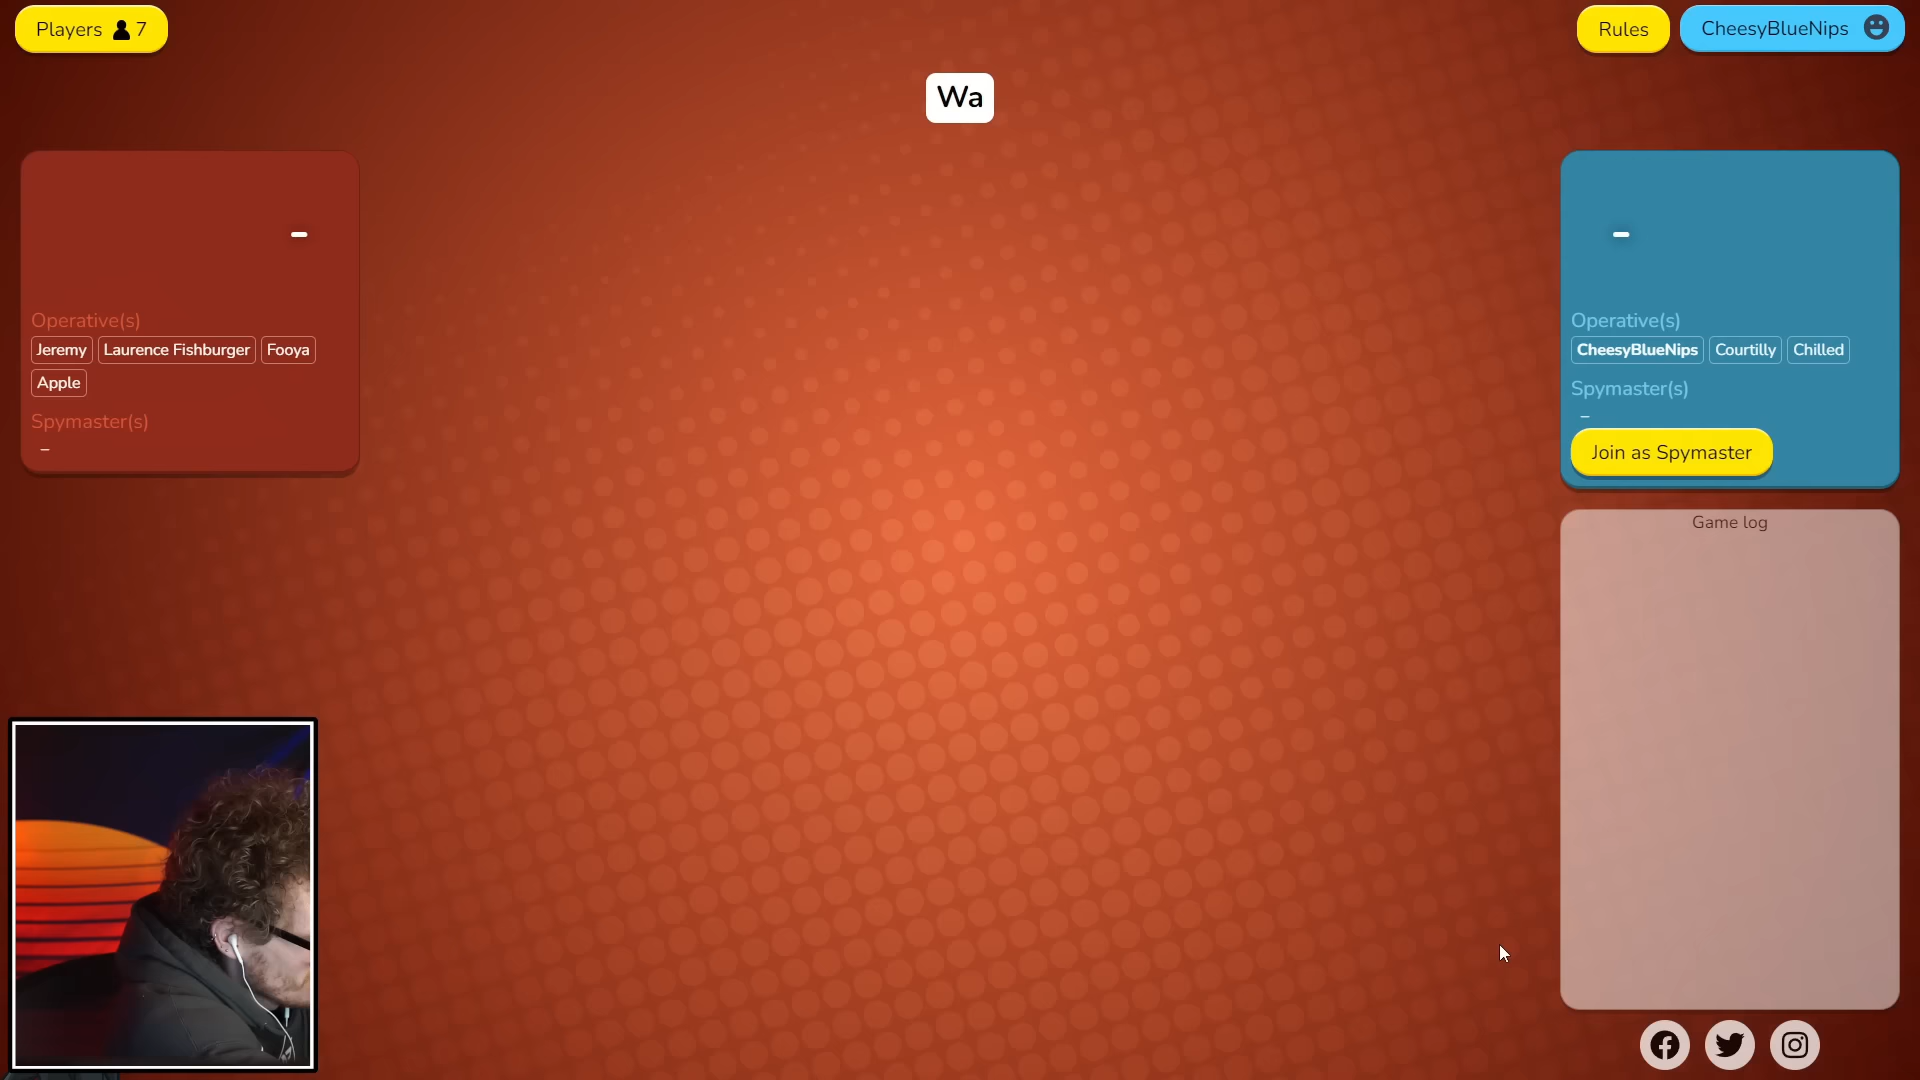 Players 7
Rules
CheesyBlueNips
Wa
-
Operative(s)
Jeremy Laurence Fishburger Fooya
Apple
Spymaster(s)
–
-
Operative(s)
CheesyBlueNips Courtilly Chilled
Spymaster(s)
–
Join as Spymaster
Game log